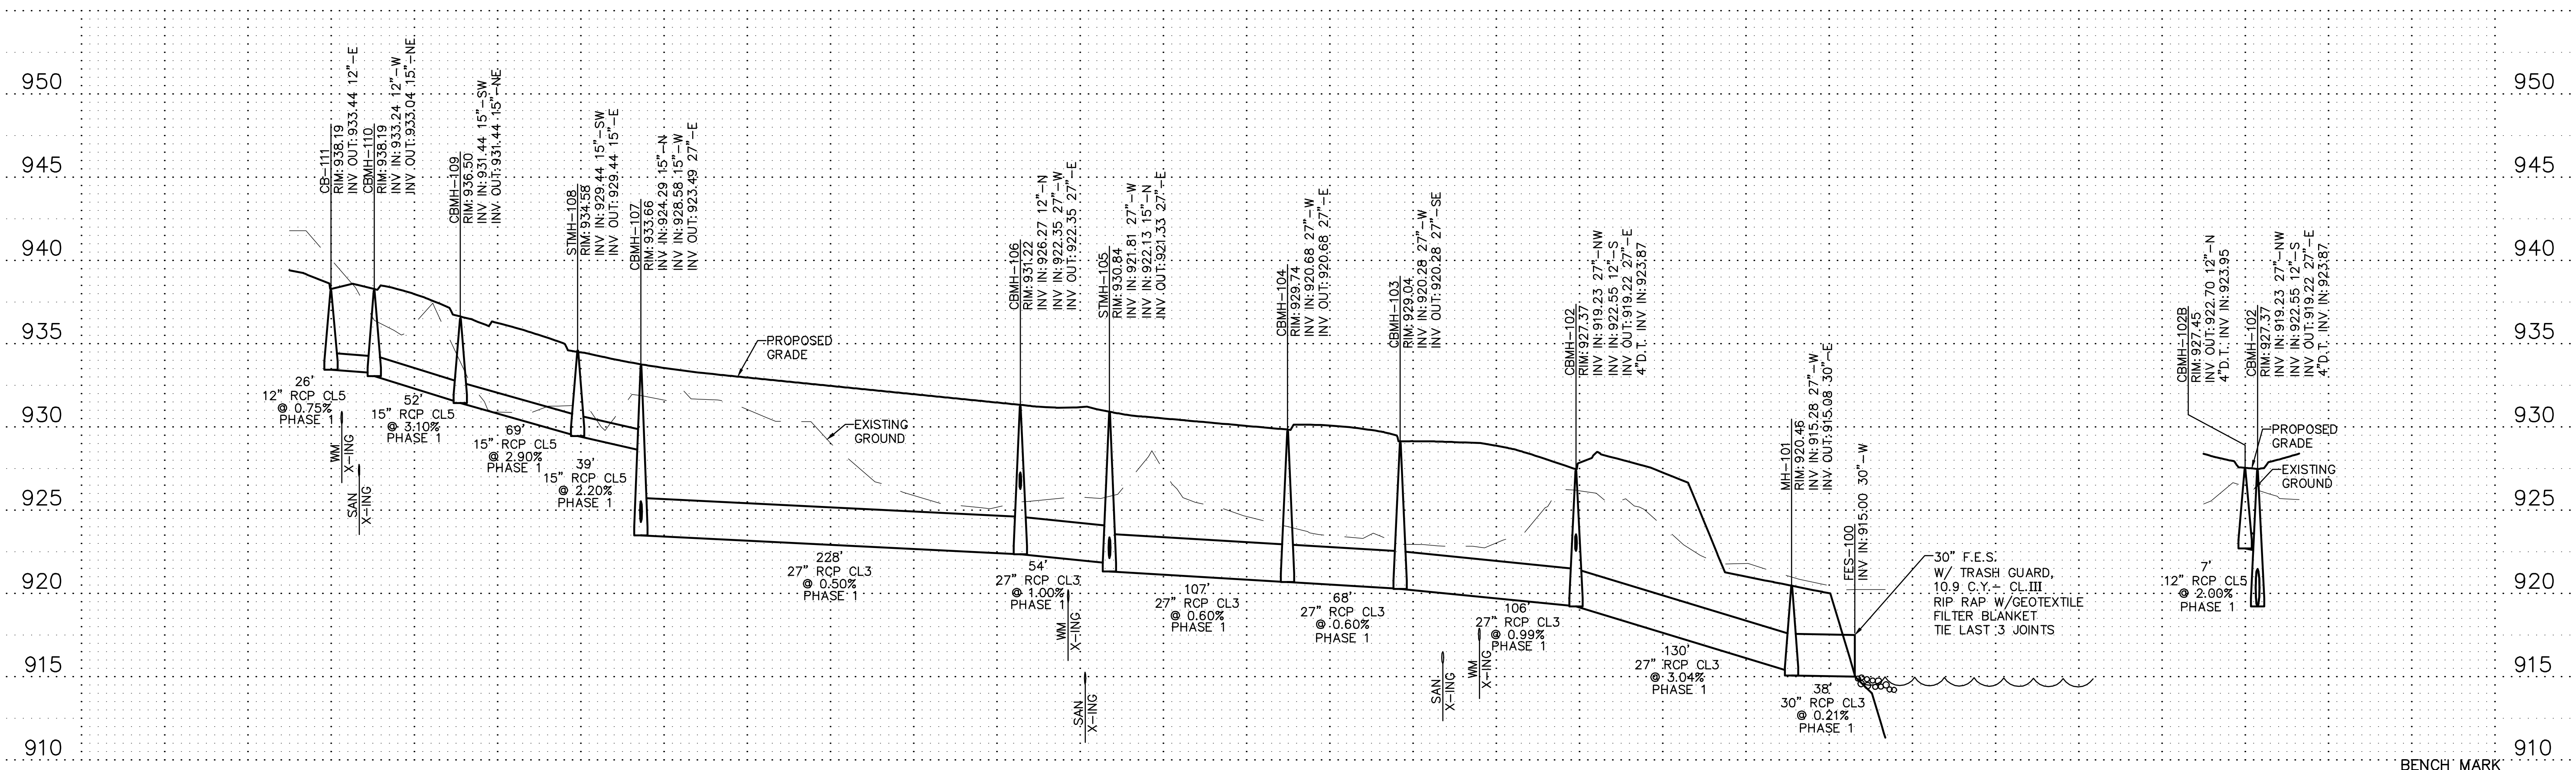 950
945
940
935
930
925
920
915
910
CB-111
RIM:938.19
INV OUT:933.44 12"-E
CBMH-110
RIM:938.19
INV IN:933.24 12"-W
INV OUT:933.04 15"-NE
CBMH-109
RIM:936.50
INV IN:931.44 15"-SW
INV OUT:931.44 15"-NE
STMH-108
RIM:934.58
INV IN:929.44 15"-SW
INV OUT:929.44 15"-E
CBMH-107
RIM:933.66
INV IN:924.29 15"-N
INV IN:928.58 15"-W
INV OUT:923.49 27"-E
CBMH-106
RIM:931.22
INV IN:926.27 12"-N
INV IN:922.35 27"-W
INV OUT:922.35 27"-E
STMH-105
RIM:930.84
INV IN:921.81 27"-W
INV IN:922.13 15"-N
INV OUT:921.33 27"-E
CBMH-104
RIM:929.74
INV IN:920.68 27"-W
INV OUT:920.68 27"-E
CBMH-103
RIM:929.04
INV IN:920.28 27"-W
INV OUT:920.28 27"-SE
CBMH-102
RIM:927.37
INV IN:919.23 27"-NW
INV IN:922.55 12"-S
INV OUT:919.22 27"-E
4"D.T. INV IN:923.87
MH-101
RIM:920.46
INV IN:915.28 27"-W
INV OUT:915.08 30"-E
FES-100
INV IN:915.00 30"-W
PROPOSED
GRADE
EXISTING
GROUND
26'
12" RCP CL5
@ 0.75%
PHASE 1
52'
15" RCP CL5
@ 3.10%
PHASE 1
69'
15" RCP CL5
@ 2.90%
PHASE 1
39'
15" RCP CL5
@ 2.20%
PHASE 1
WM
X-ING
SAN
X-ING
228'
27" RCP CL3
@ 0.50%
PHASE 1
54'
27" RCP CL3
@ 1.00%
PHASE 1
WM
X-ING
SAN
X-ING
107'
27" RCP CL3
@ 0.60%
PHASE 1
68'
27" RCP CL3
@ 0.60%
PHASE 1
106'
27" RCP CL3
@ 0.99%
PHASE 1
SAN
X-ING
WM
X-ING
130'
27" RCP CL3
@ 3.04%
PHASE 1
38'
30" RCP CL3
@ 0.21%
PHASE 1
30" F.E.S.
W/ TRASH GUARD,
10.9 C.Y.- CL.III
RIP RAP W/GEOTEXTILE
FILTER BLANKET
TIE LAST 3 JOINTS
CBMH-102B
RIM:927.45
INV OUT:922.70 12"-N
4"D.T. INV IN:923.95
CBMH-102
RIM:927.37
INV IN:919.23 27"-NW
INV IN:922.55 12"-S
INV OUT:919.22 27"-E
4"D.T. INV IN:923.87
PROPOSED
GRADE
EXISTING
GROUND
7'
12" RCP CL5
@ 2.00%
PHASE 1
950
945
940
935
930
925
920
915
910
BENCH MARK